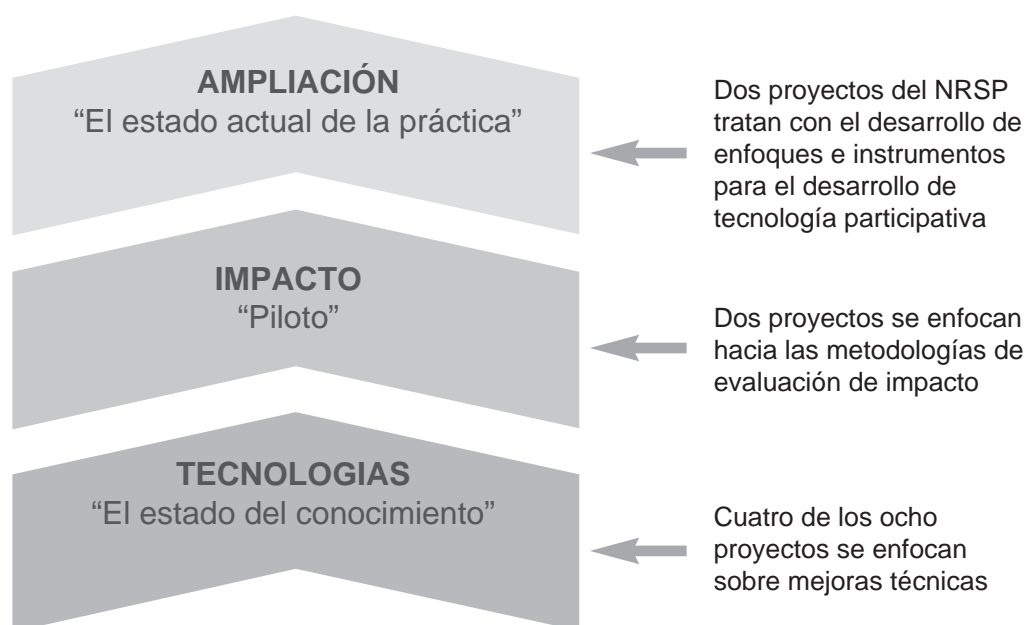 AMPLIACIÓN
“El estado actual de la práctica”
Dos proyectos del NRSP
tratan con el desarrollo de
enfoques e instrumentos
para el desarrollo de
tecnología participativa
IMPACTO
“Piloto”
Dos proyectos se enfocan
hacia las metodologías de
evaluación de impacto
TECNOLOGIAS
“El estado del conocimiento”
Cuatro de los ocho
proyectos se enfocan
sobre mejoras técnicas